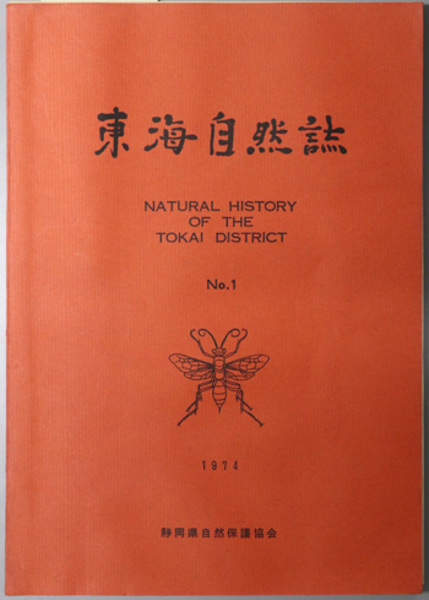 東海自然誌
NATURAL HISTORY
OF THE
TOKAI DISTRICT
No.1
1974
静岡県自然保護協会